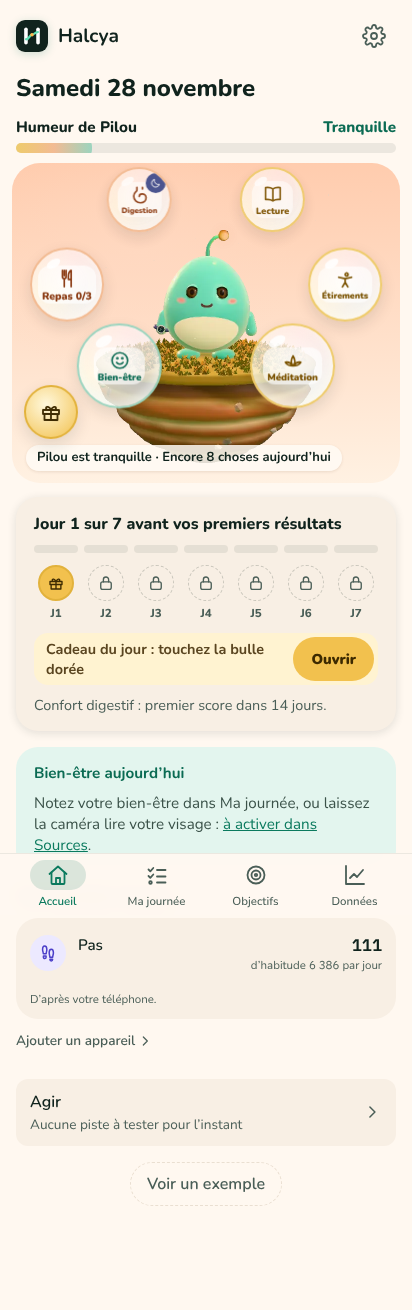 Halcya
Samedi 28 novembre
Humeur de Pilou
Tranquille
Digestion
Lecture
Repas 0/3
Étirements
Bien-être
Méditation
Pilou est tranquille · Encore 8 choses aujourd'hui
Jour 1 sur 7 avant vos premiers résultats
J1
J2
J3
J4
J5
J6
J7
Cadeau du jour : touchez la bulle
dorée
Ouvrir
Confort digestif : premier score dans 14 jours.
Bien-être aujourd'hui
Notez votre bien-être dans Ma journée, ou laissez
la caméra lire votre visage : à activer dans
Sources.
Accueil
Ma journée
Objectifs
Données
Pas
111
d'habitude 6 386 par jour
D'après votre téléphone.
Ajouter un appareil
Agir
Aucune piste à tester pour l'instant
Voir un exemple